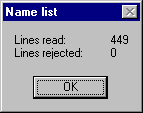 Name list
Lines read: 449
Lines rejected: 0
OK